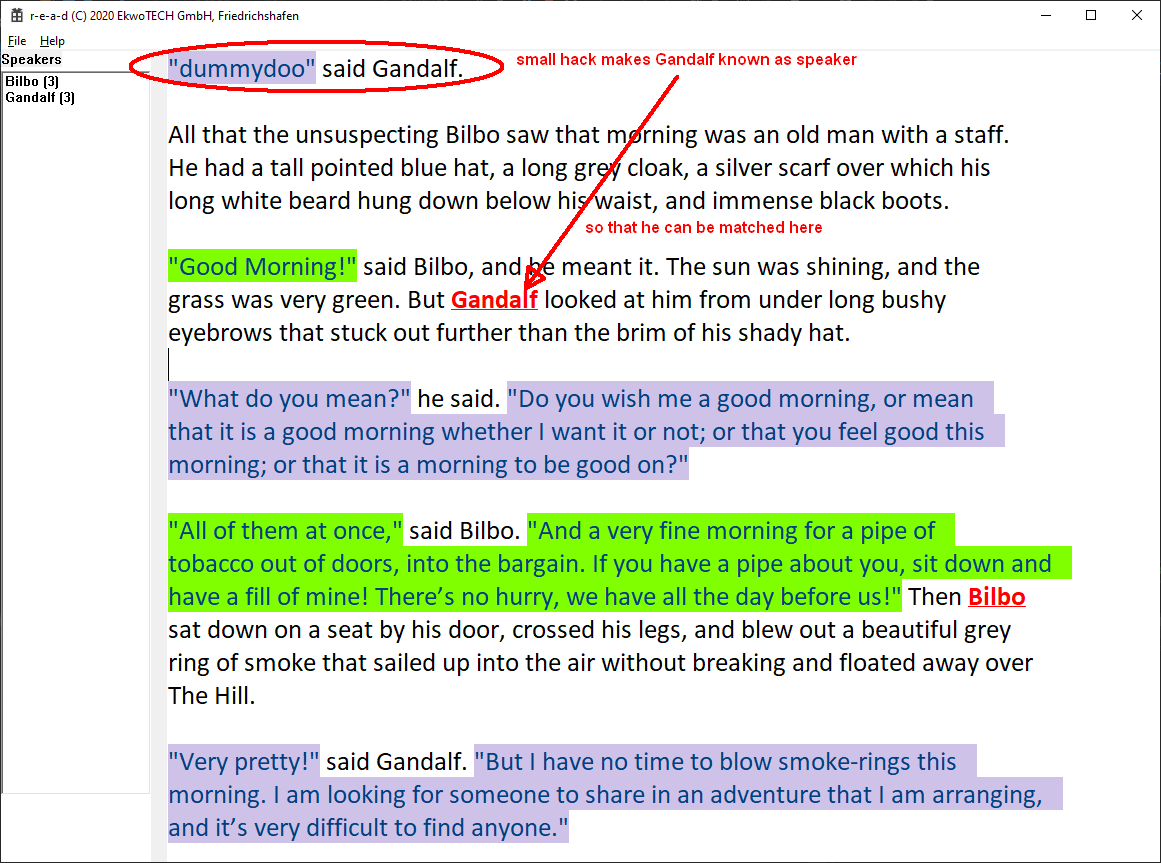 r-e-a-d (C) 2020 EkwoTECH GmbH, Friedrichshafen
File Help
Speakers
Bilbo (3)
Gandalf (3)
"dummydoo" said Gandalf.
small hack makes Gandalf known as speaker
All that the unsuspecting Bilbo saw that morning was an old man with a staff.
He had a tall pointed blue hat, a long grey cloak, a silver scarf over which his
long white beard hung down below his waist, and immense black boots.
so that he can be matched here
"Good Morning!" said Bilbo, and he meant it. The sun was shining, and the
grass was very green. But Gandalf looked at him from under long bushy
eyebrows that stuck out further than the brim of his shady hat.
"What do you mean?" he said. "Do you wish me a good morning, or mean
that it is a good morning whether I want it or not; or that you feel good this
morning; or that it is a morning to be good on?"
"All of them at once," said Bilbo. "And a very fine morning for a pipe of
tobacco out of doors, into the bargain. If you have a pipe about you, sit down and
have a fill of mine! There’s no hurry, we have all the day before us!" Then Bilbo
sat down on a seat by his door, crossed his legs, and blew out a beautiful grey
ring of smoke that sailed up into the air without breaking and floated away over
The Hill.
"Very pretty!" said Gandalf. "But I have no time to blow smoke-rings this
morning. I am looking for someone to share in an adventure that I am arranging,
and it’s very difficult to find anyone."